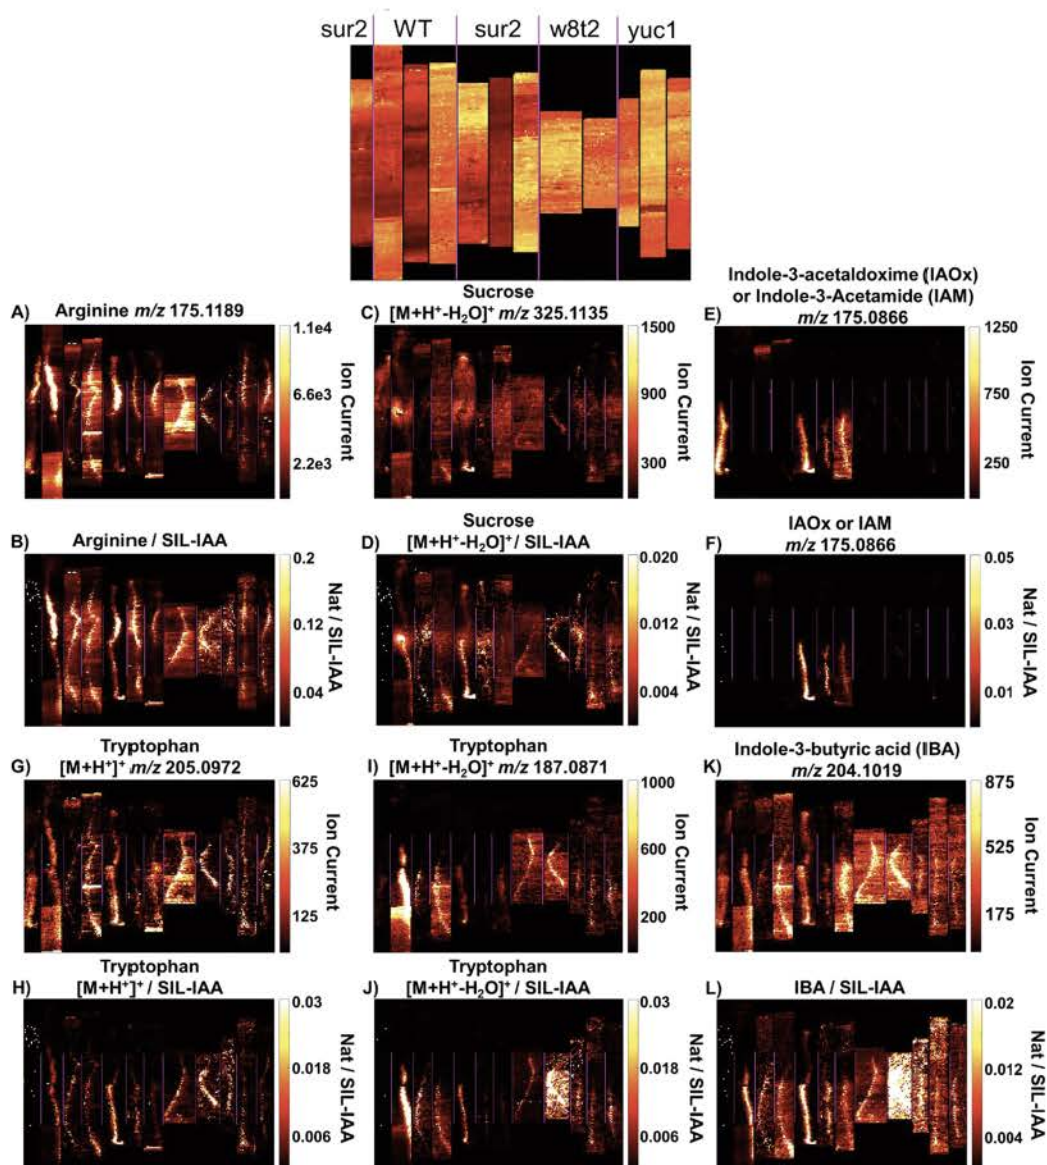 sur2 WT sur2 w8t2 yuc1
A) Arginine m/z 175.1189
1.1e4
6.6e3
2.2e3
Ion Current
Sucrose
C) [M+H⁺-H₂O]⁺ m/z 325.1135
1500
900
300
Ion Current
Indole-3-acetaldoxime (IAOx)
or Indole-3-Acetamide (IAM)
E) m/z 175.0866
1250
750
250
Ion Current
B) Arginine / SIL-IAA
0.2
0.12
0.04
Nat / SIL-IAA
Sucrose
D) [M+H⁺-H₂O]⁺ / SIL-IAA
0.020
0.012
0.004
Nat / SIL-IAA
IAOx or IAM
F) m/z 175.0866
0.05
0.03
0.01
Nat / SIL-IAA
Tryptophan
G) [M+H⁺]⁺ m/z 205.0972
625
375
125
Ion Current
Tryptophan
I) [M+H⁺-H₂O]⁺ m/z 187.0871
1000
600
200
Ion Current
Indole-3-butyric acid (IBA)
K) m/z 204.1019
875
525
175
Ion Current
Tryptophan
H) [M+H⁺]⁺ / SIL-IAA
0.03
0.018
0.006
Nat / SIL-IAA
Tryptophan
J) [M+H⁺-H₂O]⁺ / SIL-IAA
0.03
0.018
0.006
Nat / SIL-IAA
L) IBA / SIL-IAA
0.02
0.012
0.004
Nat / SIL-IAA